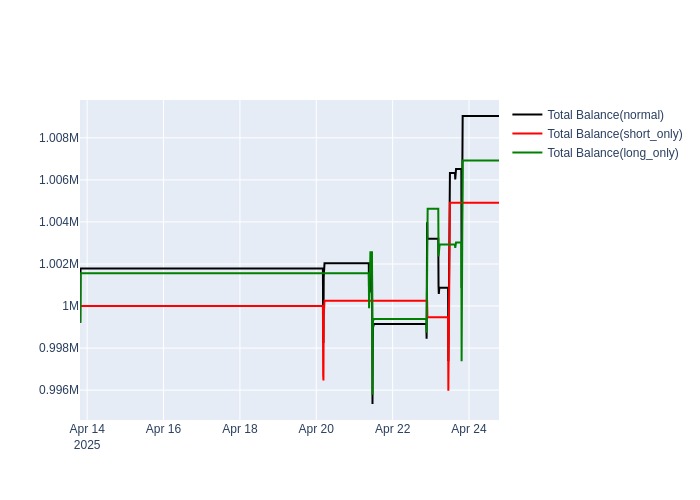 1.008M
1.006M
1.004M
1.002M
1M
0.998M
0.996M
Apr 14 Apr 16 Apr 18 Apr 20 Apr 22 Apr 24
2025
Total Balance(normal)
Total Balance(short_only)
Total Balance(long_only)